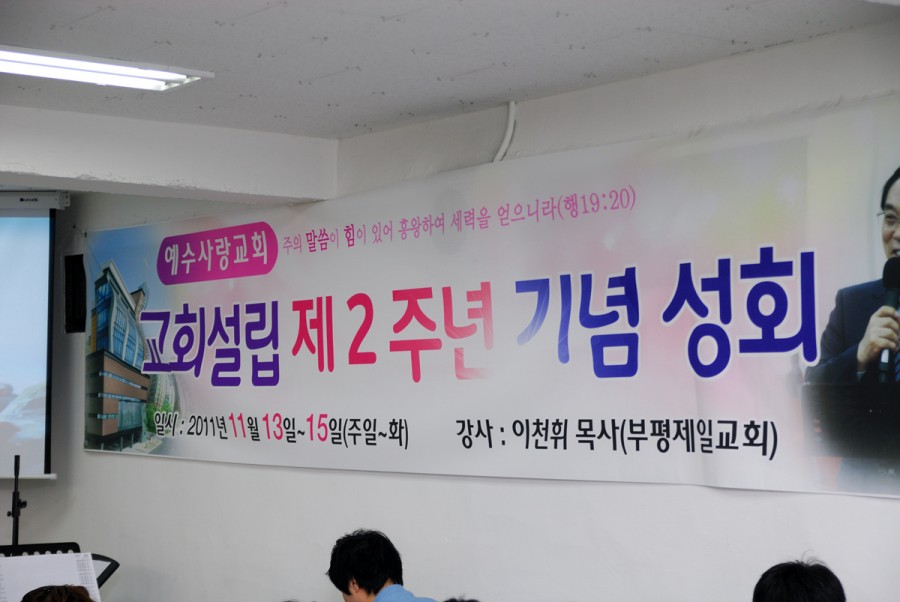 예수사랑교회 주의 말씀이 힘이 있어 흥왕하여 세력을 얻으니라(행19:20)
교회설립 제2주년 기념 성회
일시 : 2011년 11월 13일~15일(주일~화) 강사 : 이천휘 목사(부평제일교회)